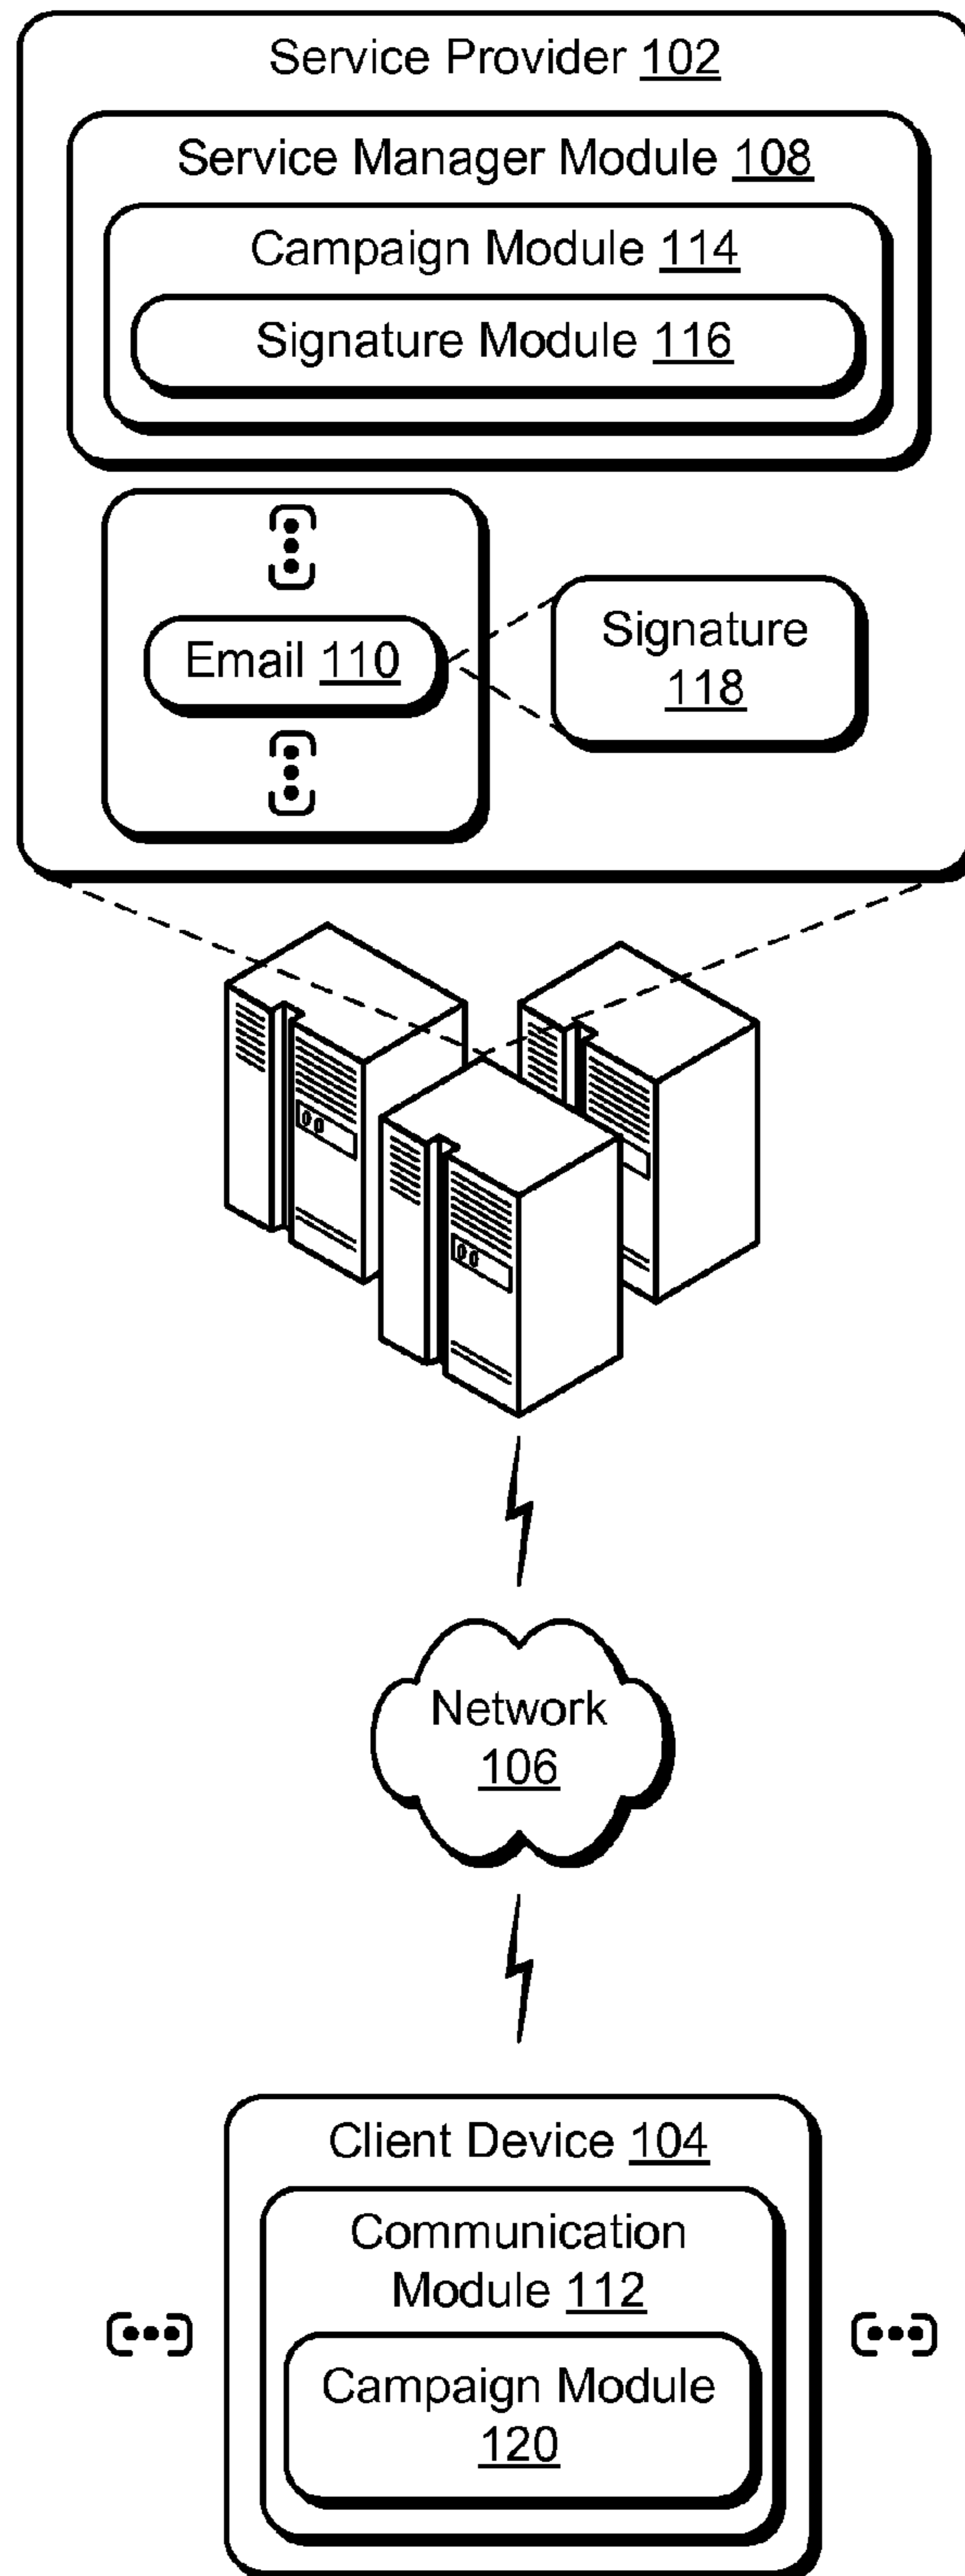 Service Provider 102
Service Manager Module 108
Campaign Module 114
Signature Module 116
Email 110
Signature
118
Network
106
Client Device 104
Communication
Module 112
Campaign Module
120